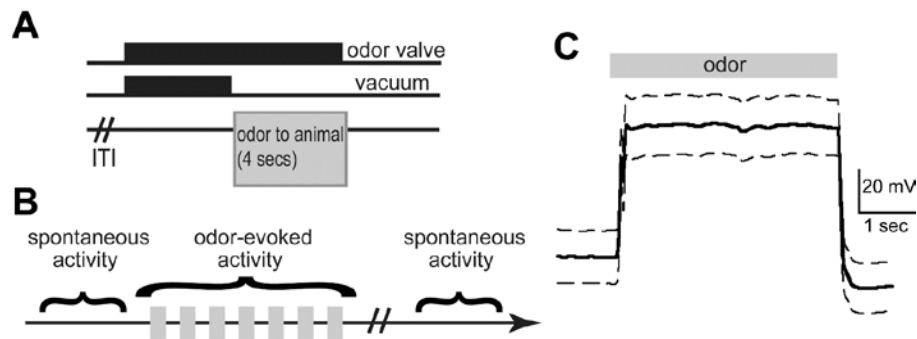 A
odor valve
vacuum
odor to animal
(4 secs)
ITI
B
spontaneous
activity
odor-evoked
activity
spontaneous
activity
C
odor
20 mV
1 sec